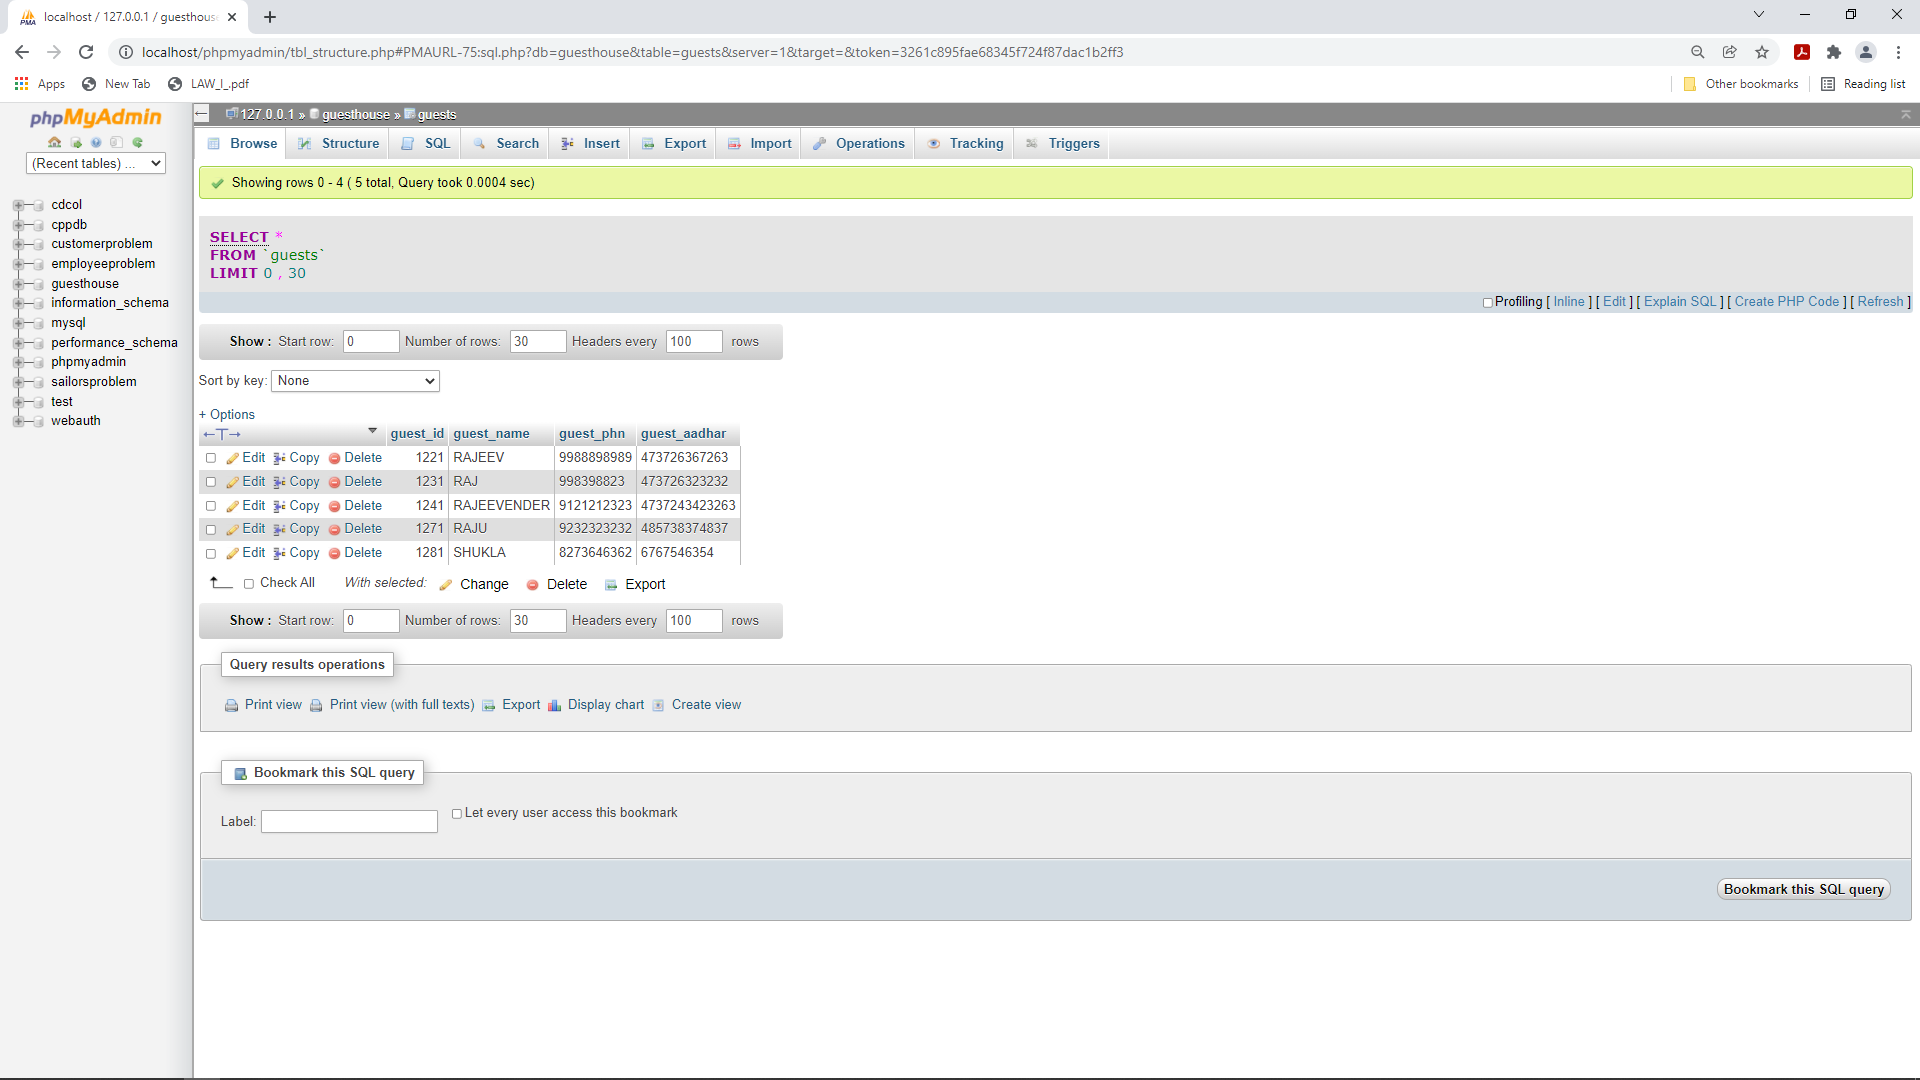 localhost / 127.0.0.1 / guesthous
localhost/phpmyadmin/tbl_structure.php#PMAURL-75:sql.php?db=guesthouse&table=guests&server=1&target=&token=3261c895fae68345f724f87dac1b2ff3
Apps New Tab LAW_I_.pdf Other bookmarks Reading list
phpMyAdmin
(Recent tables) ...
cdcol
cppdb
customerproblem
employeeproblem
guesthouse
information_schema
mysql
performance_schema
phpmyadmin
sailorsproblem
test
webauth
127.0.0.1 » guesthouse » guests
Browse Structure SQL Search Insert Export Import Operations Tracking Triggers
Showing rows 0 - 4 ( 5 total, Query took 0.0004 sec)
SELECT *
FROM `guests`
LIMIT 0 , 30
Profiling [ Inline ] [ Edit ] [ Explain SQL ] [ Create PHP Code ] [ Refresh ]
Show : Start row: 0 Number of rows: 30 Headers every 100 rows
Sort by key: None
+ Options
←T→ guest_id guest_name guest_phn guest_aadhar
Edit Copy Delete 1221 RAJEEV 9988898989 473726367263
Edit Copy Delete 1231 RAJ 998398823 473726323232
Edit Copy Delete 1241 RAJEEVENDER 9121212323 4737243423263
Edit Copy Delete 1271 RAJU 9232323232 485738374837
Edit Copy Delete 1281 SHUKLA 8273646362 6767546354
Check All With selected: Change Delete Export
Show : Start row: 0 Number of rows: 30 Headers every 100 rows
Query results operations
Print view Print view (with full texts) Export Display chart Create view
Bookmark this SQL query
Label: Let every user access this bookmark
Bookmark this SQL query